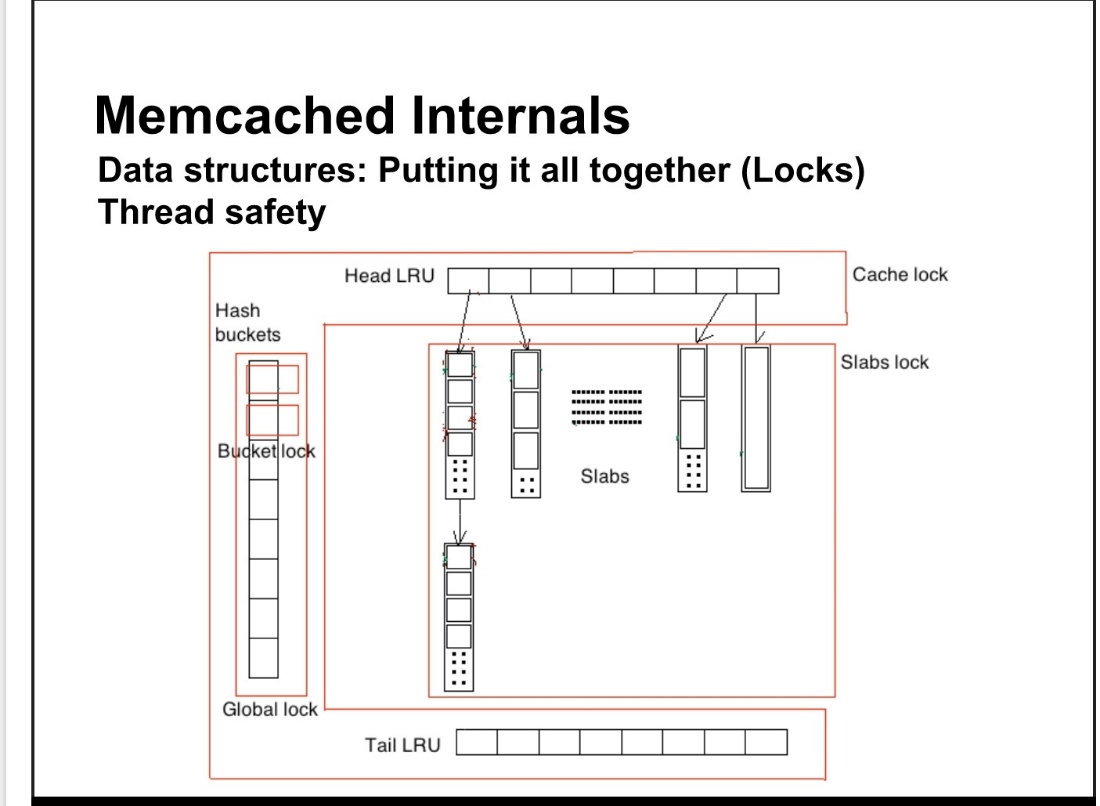 Memcached Internals
Data structures: Putting it all together (Locks)
Thread safety
Head LRU
Cache lock
Hash
buckets
Slabs lock
Bucket lock
Slabs
Global lock
Tail LRU